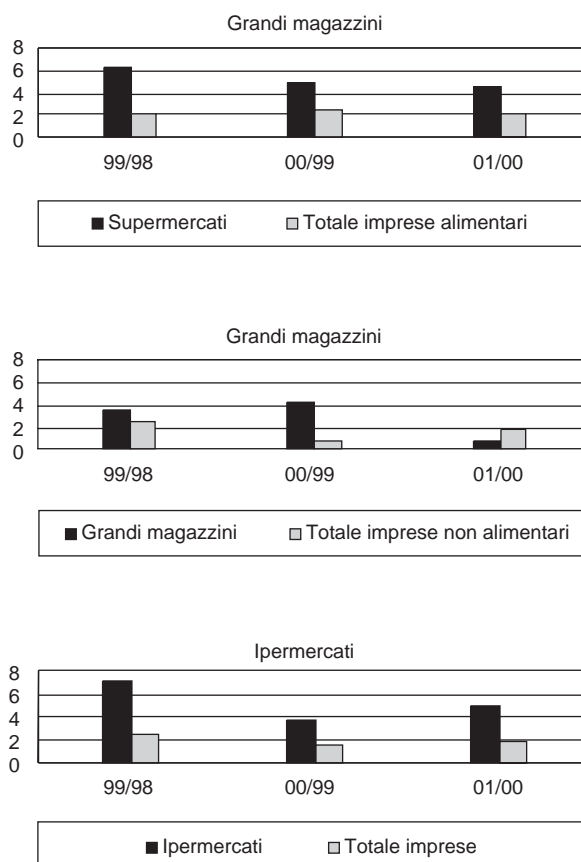 Grandi magazzini
8
6
4
2
0
99/98 00/99 01/00
Supermercati Totale imprese alimentari
Grandi magazzini
8
6
4
2
0
99/98 00/99 01/00
Grandi magazzini Totale imprese non alimentari
Ipermercati
8
6
4
2
0
99/98 00/99 01/00
Ipermercati Totale imprese